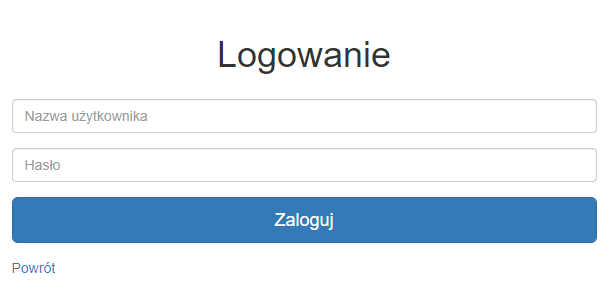 Logowanie
Nazwa użytkownika
Hasło
Zaloguj
Powrót